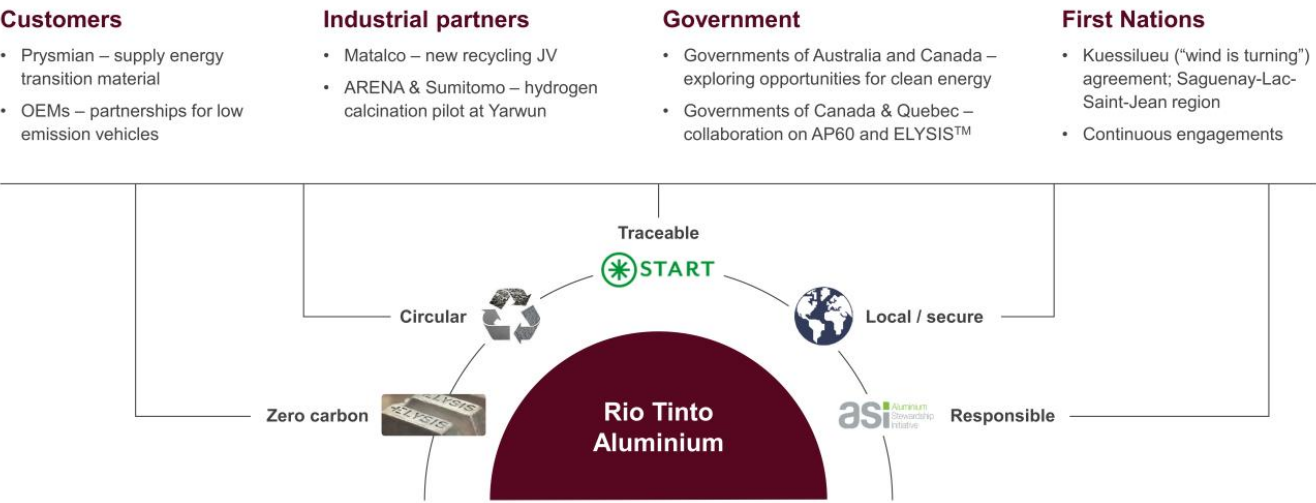 Customers
• Prysmian – supply energy
transition material
• OEMs – partnerships for low
emission vehicles
Industrial partners
• Matalco – new recycling JV
• ARENA & Sumitomo – hydrogen
calcination pilot at Yarwun
Government
• Governments of Australia and Canada –
exploring opportunities for clean energy
• Governments of Canada & Quebec –
collaboration on AP60 and ELYSIS™
First Nations
• Kuessilueu (“wind is turning”)
agreement; Saguenay-Lac-
Saint-Jean region
• Continuous engagements
Traceable
START
Circular
Local / secure
Zero carbon
ELYSIS
ELYSIS
Rio Tinto
Aluminium
asi Aluminium
Stewardship
Initiative
Responsible